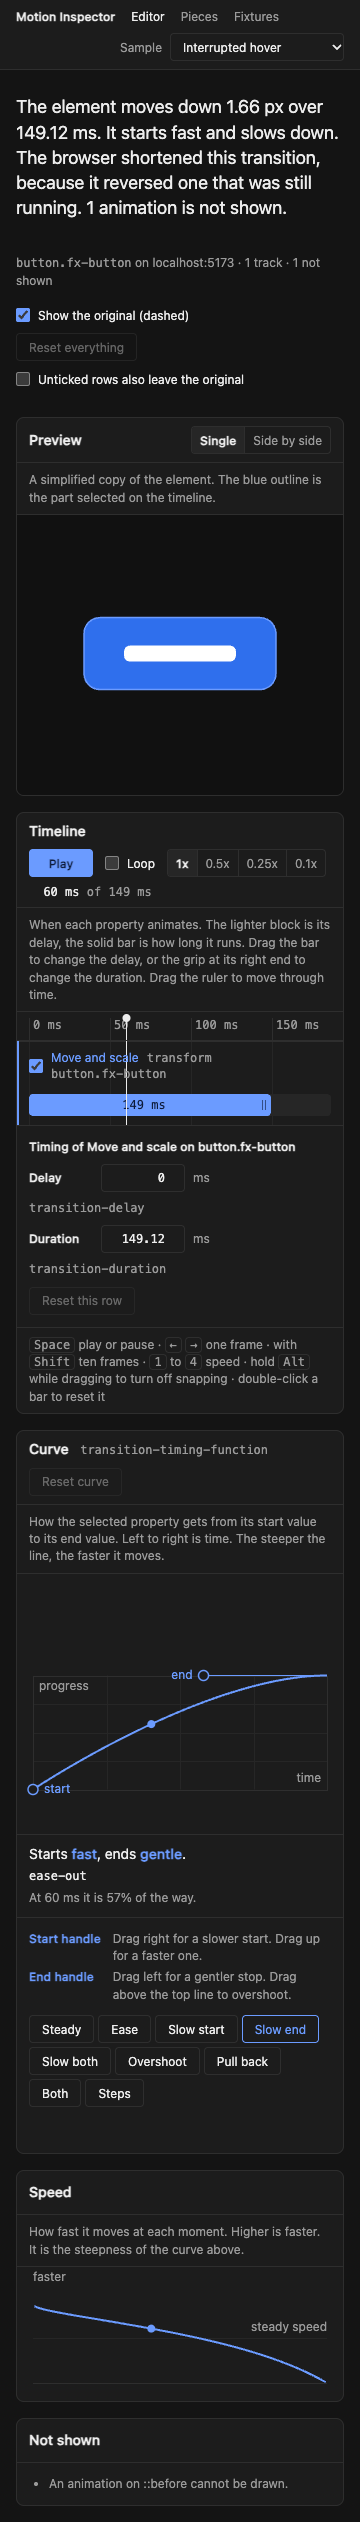 Motion Inspector Editor Pieces Fixtures
Sample Interrupted hover
The element moves down 1.66 px over
149.12 ms. It starts fast and slows down.
The browser shortened this transition,
because it reversed one that was still
running. 1 animation is not shown.
button.fx-button on localhost:5173 · 1 track · 1 not
shown
Show the original (dashed)
Reset everything
Unticked rows also leave the original
Preview Single Side by side
A simplified copy of the element. The blue outline is
the part selected on the timeline.
Timeline
Play Loop 1x 0.5x 0.25x 0.1x
60 ms of 149 ms
When each property animates. The lighter block is its
delay, the solid bar is how long it runs. Drag the bar
to change the delay, or the grip at its right end to
change the duration. Drag the ruler to move through
time.
0 ms 50 ms 100 ms 150 ms
Move and scale transform
button.fx-button
149 ms
Timing of Move and scale on button.fx-button
Delay 0 ms
transition-delay
Duration 149.12 ms
transition-duration
Reset this row
Space play or pause · ← → one frame · with
Shift ten frames · 1 to 4 speed · hold Alt
while dragging to turn off snapping · double-click a
bar to reset it
Curve transition-timing-function
Reset curve
How the selected property gets from its start value
to its end value. Left to right is time. The steeper the
line, the faster it moves.
end
progress
time
start
Starts fast, ends gentle.
ease-out
At 60 ms it is 57% of the way.
Start handle Drag right for a slower start. Drag up
for a faster one.
End handle Drag left for a gentler stop. Drag
above the top line to overshoot.
Steady Ease Slow start Slow end
Slow both Overshoot Pull back
Both Steps
Speed
How fast it moves at each moment. Higher is faster.
It is the steepness of the curve above.
faster
steady speed
Not shown
• An animation on ::before cannot be drawn.